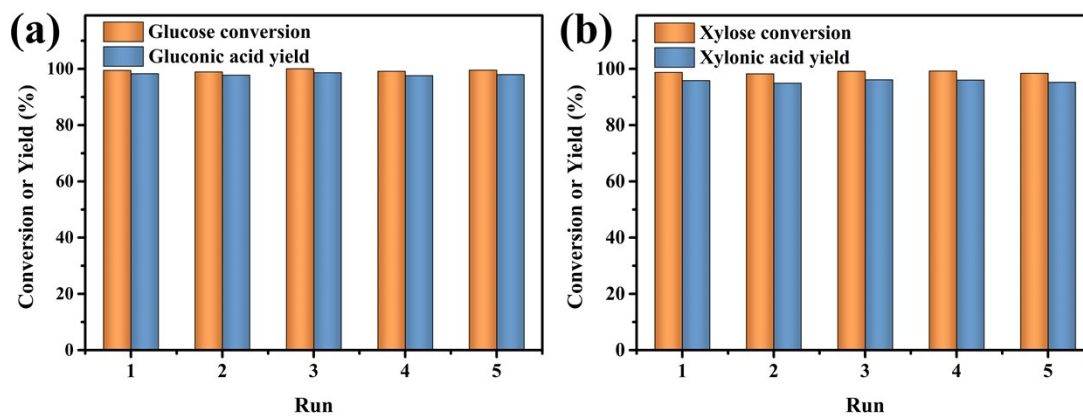 (a)
Glucose conversion
Gluconic acid yield
Conversion or Yield (%)
100
80
60
40
20
0
1 2 3 4 5
Run
(b)
Xylose conversion
Xylonic acid yield
Conversion or Yield (%)
100
80
60
40
20
0
1 2 3 4 5
Run